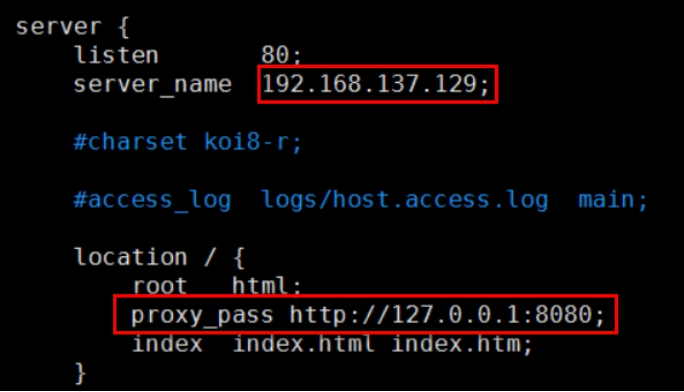 server {
    listen       80;
    server_name  192.168.137.129;
    #charset koi8-r;
    #access_log  logs/host.access.log  main;
    location / {
        root   html;
        proxy_pass http://127.0.0.1:8080;
        index  index.html index.htm;
    }